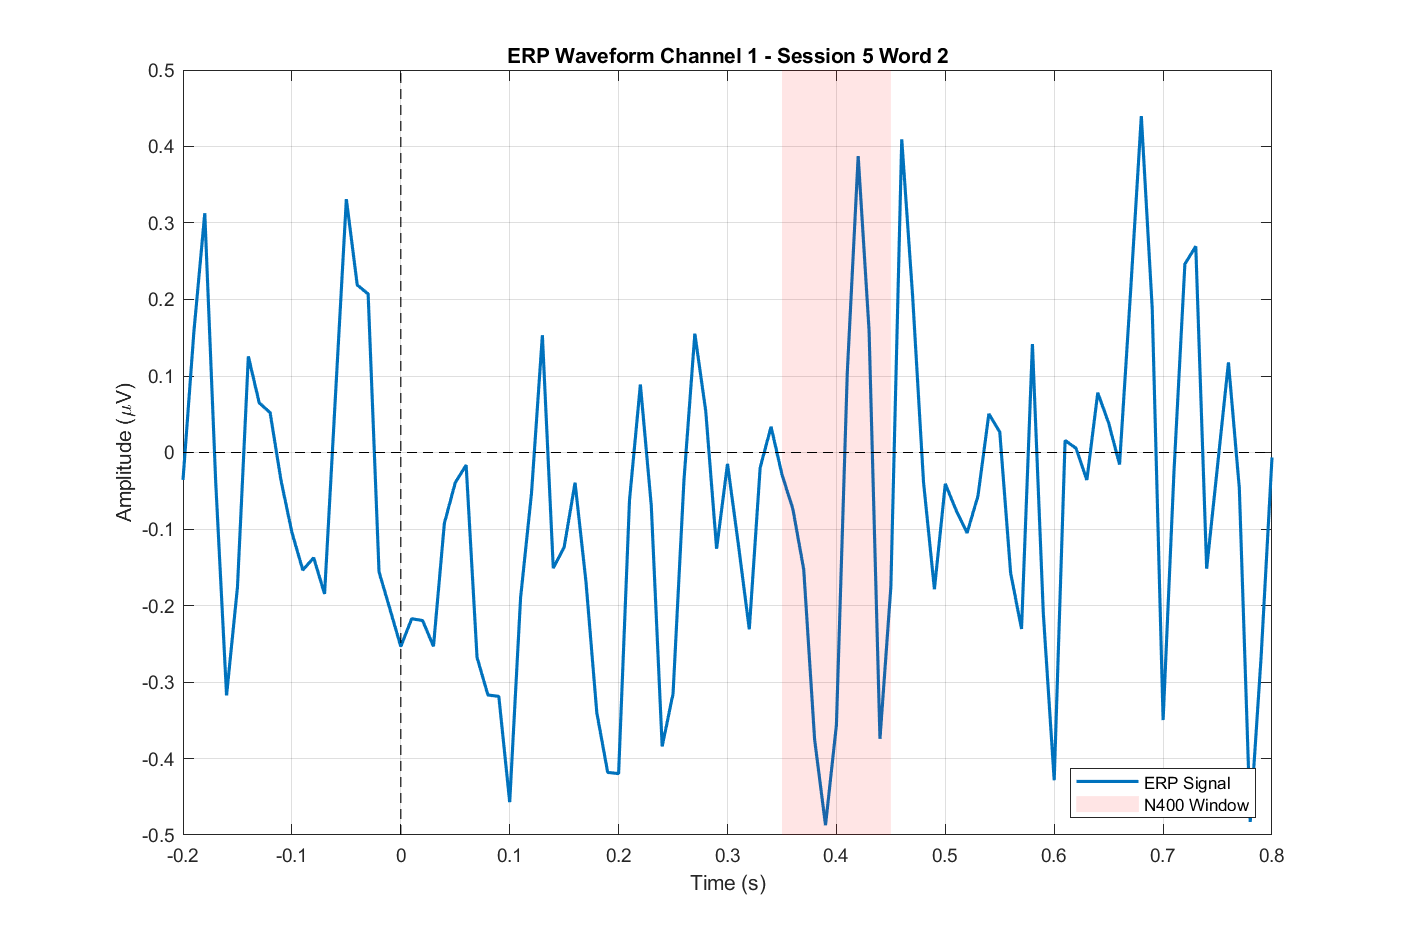 ERP Waveform Channel 1 - Session 5 Word 2
0.5
0.4
0.3
0.2
0.1
0
-0.1
-0.2
-0.3
-0.4
-0.5
Amplitude (μV)
ERP Signal
N400 Window
-0.2 -0.1 0 0.1 0.2 0.3 0.4 0.5 0.6 0.7 0.8
Time (s)